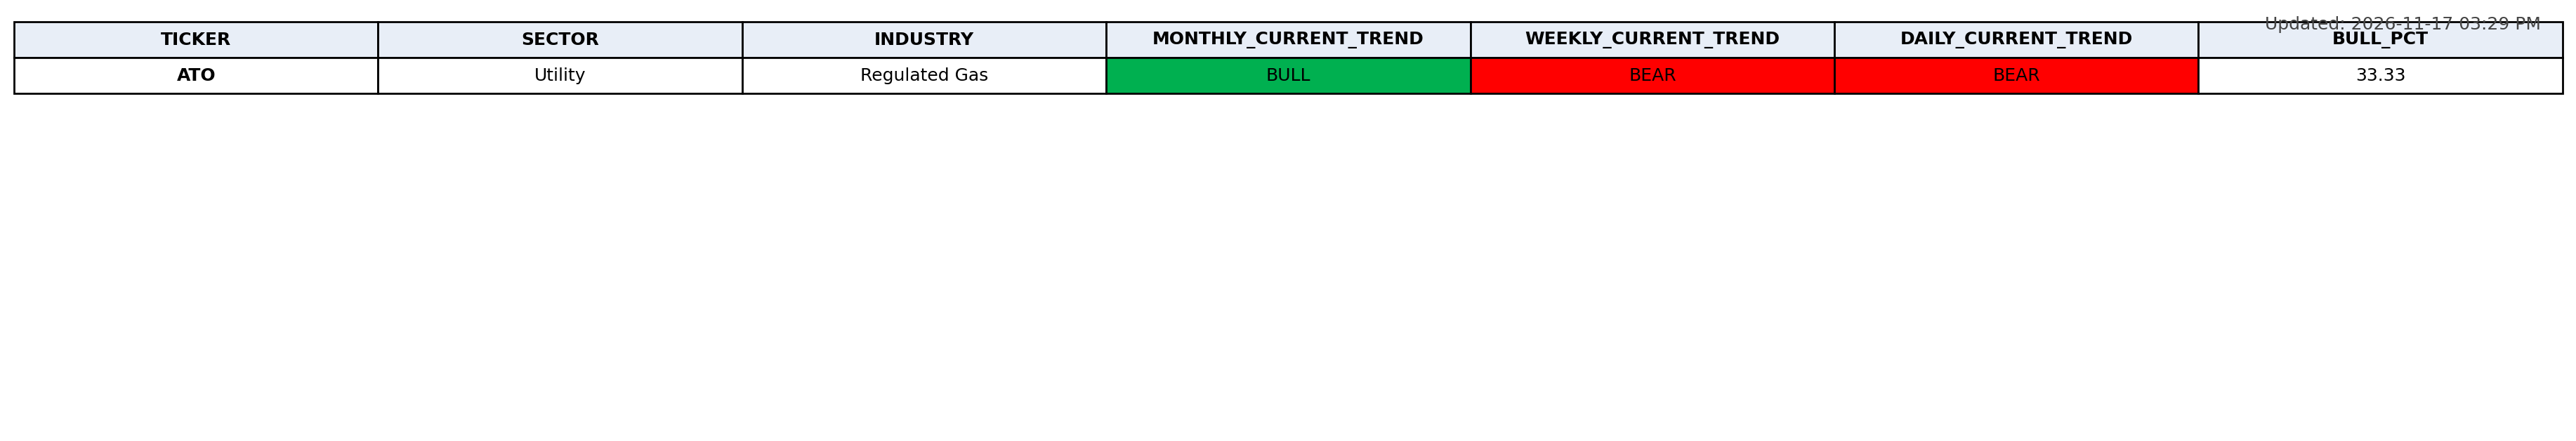 Updated: 2026-11-17 03:29 PM
TICKER SECTOR INDUSTRY MONTHLY_CURRENT_TREND WEEKLY_CURRENT_TREND DAILY_CURRENT_TREND BULL_PCT
ATO Utility Regulated Gas BULL BEAR BEAR 33.33